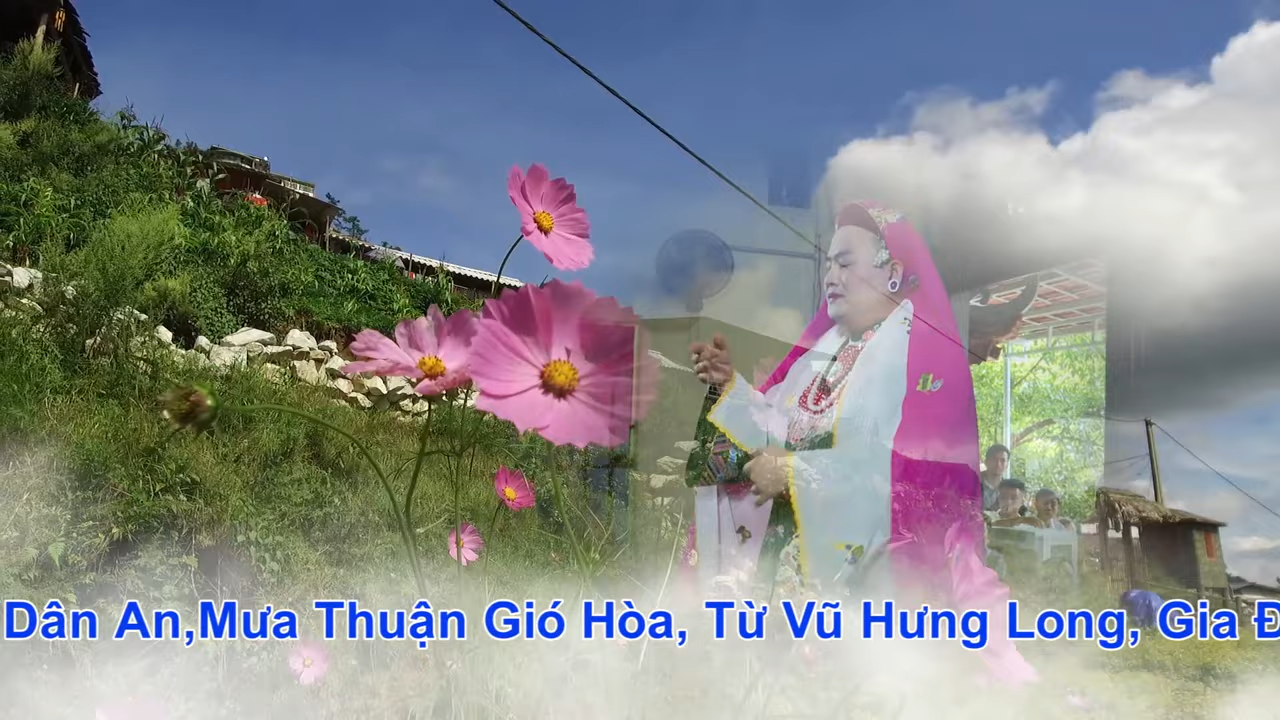 Dân An,Mưa Thuận Gió Hòa, Từ Vũ Hưng Long, Gia